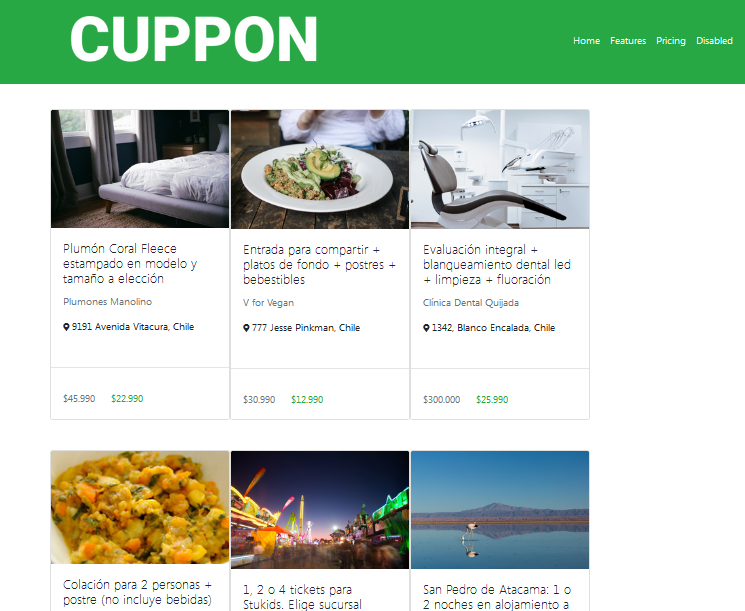 CUPPON
Home Features Pricing Disabled
Plumón Coral Fleece
estampado en modelo y
tamaño a elección
Plumones Manolino
9191 Avenida Vitacura, Chile
$45.990 $22.990
Entrada para compartir +
platos de fondo + postres +
bebestibles
V for Vegan
777 Jesse Pinkman, Chile
$30.990 $12.990
Evaluación integral +
blanqueamiento dental led
+ limpieza + fluoración
Clínica Dental Quijada
1342, Blanco Encalada, Chile
$300.000 $25.990
Colación para 2 personas +
postre (no incluye bebidas)
1, 2 o 4 tickets para
Stukids. Elige sucursal
San Pedro de Atacama: 1 o
2 noches en alojamiento a